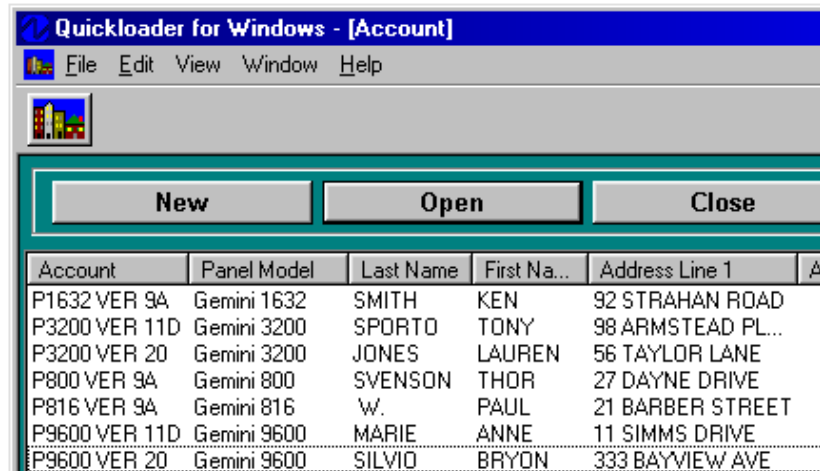 Quickloader for Windows - [Account]
File Edit View Window Help
New Open Close
Account Panel Model Last Name First Na... Address Line 1 A
P1632 VER 9A Gemini 1632 SMITH KEN 92 STRAHAN ROAD
P3200 VER 11D Gemini 3200 SPORTO TONY 98 ARMSTEAD PL...
P3200 VER 20 Gemini 3200 JONES LAUREN 56 TAYLOR LANE
P800 VER 9A Gemini 800 SVENSON THOR 27 DAYNE DRIVE
P816 VER 9A Gemini 816 W. PAUL 21 BARBER STREET
P9600 VER 11D Gemini 9600 MARIE ANNE 11 SIMMS DRIVE
P9600 VER 20 Gemini 9600 SILVIO BRYON 333 BAYVIEW AVE